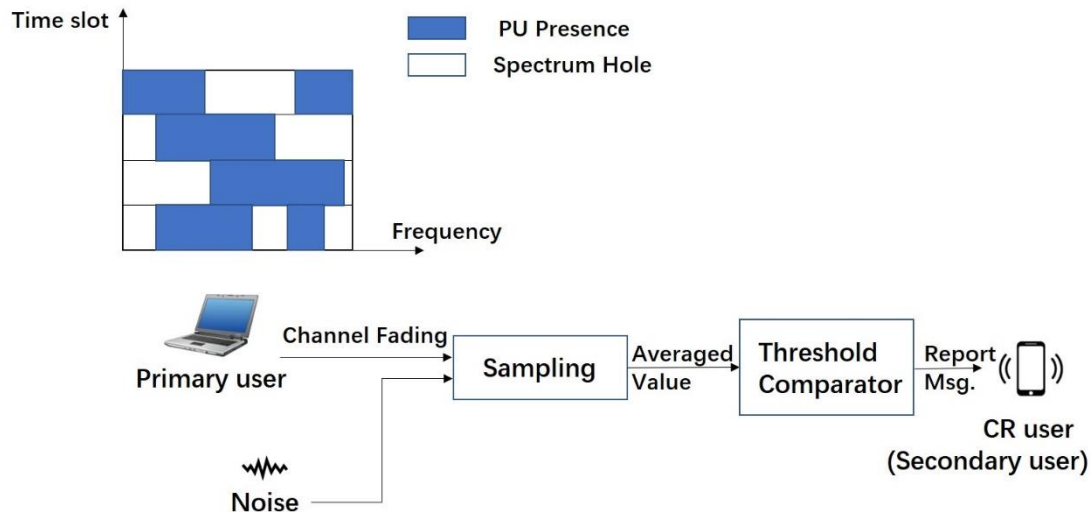 Time slot
PU Presence
Spectrum Hole
Frequency
Channel Fading
Primary user
Sampling
Averaged
Value
Threshold
Comparator
Report
Msg.
CR user
(Secondary user)
Noise